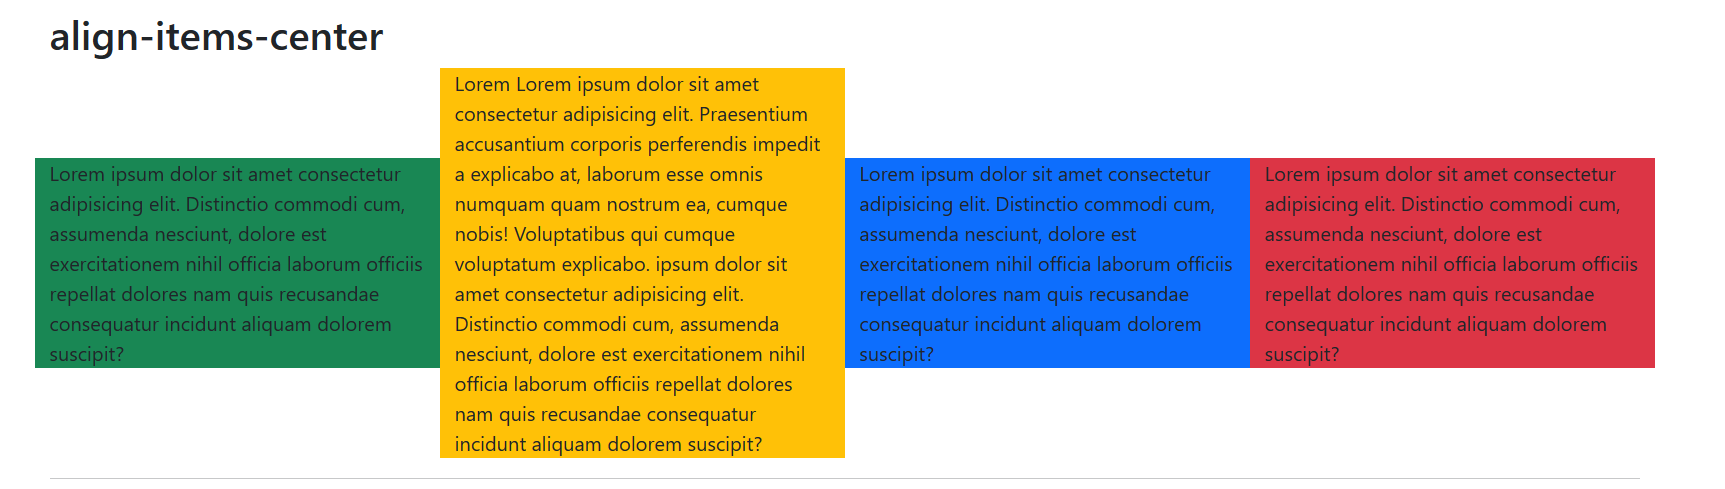 align-items-center
Lorem ipsum dolor sit amet consectetur
adipisicing elit. Distinctio commodi cum,
assumenda nesciunt, dolore est
exercitationem nihil officia laborum officiis
repellat dolores nam quis recusandae
consequatur incidunt aliquam dolorem
suscipit?
Lorem Lorem ipsum dolor sit amet
consectetur adipisicing elit. Praesentium
accusantium corporis perferendis impedit
a explicabo at, laborum esse omnis
numquam quam nostrum ea, cumque
nobis! Voluptatibus qui cumque
voluptatum explicabo. ipsum dolor sit
amet consectetur adipisicing elit.
Distinctio commodi cum, assumenda
nesciunt, dolore est exercitationem nihil
officia laborum officiis repellat dolores
nam quis recusandae consequatur
incidunt aliquam dolorem suscipit?
Lorem ipsum dolor sit amet consectetur
adipisicing elit. Distinctio commodi cum,
assumenda nesciunt, dolore est
exercitationem nihil officia laborum officiis
repellat dolores nam quis recusandae
consequatur incidunt aliquam dolorem
suscipit?
Lorem ipsum dolor sit amet consectetur
adipisicing elit. Distinctio commodi cum,
assumenda nesciunt, dolore est
exercitationem nihil officia laborum officiis
repellat dolores nam quis recusandae
consequatur incidunt aliquam dolorem
suscipit?